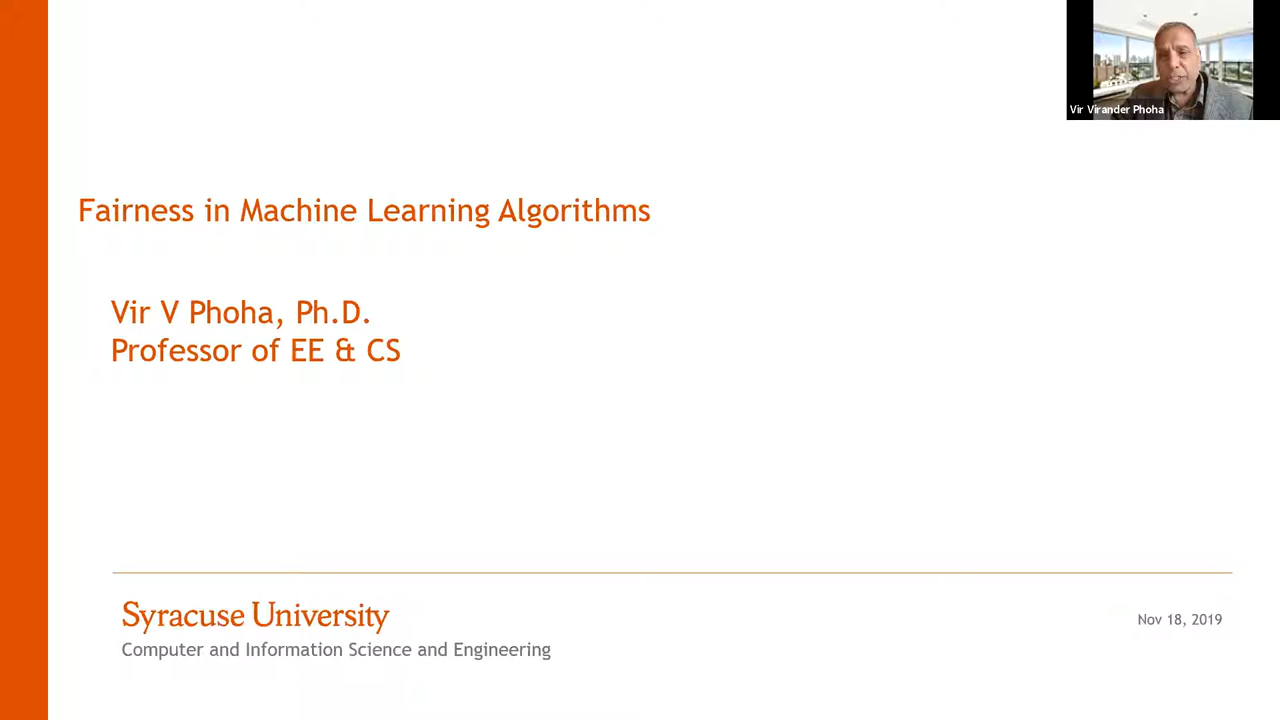 Vir Virander Phoha
Fairness in Machine Learning Algorithms
Vir V Phoha, Ph.D.
Professor of EE & CS
Syracuse University
Computer and Information Science and Engineering
Nov 18, 2019